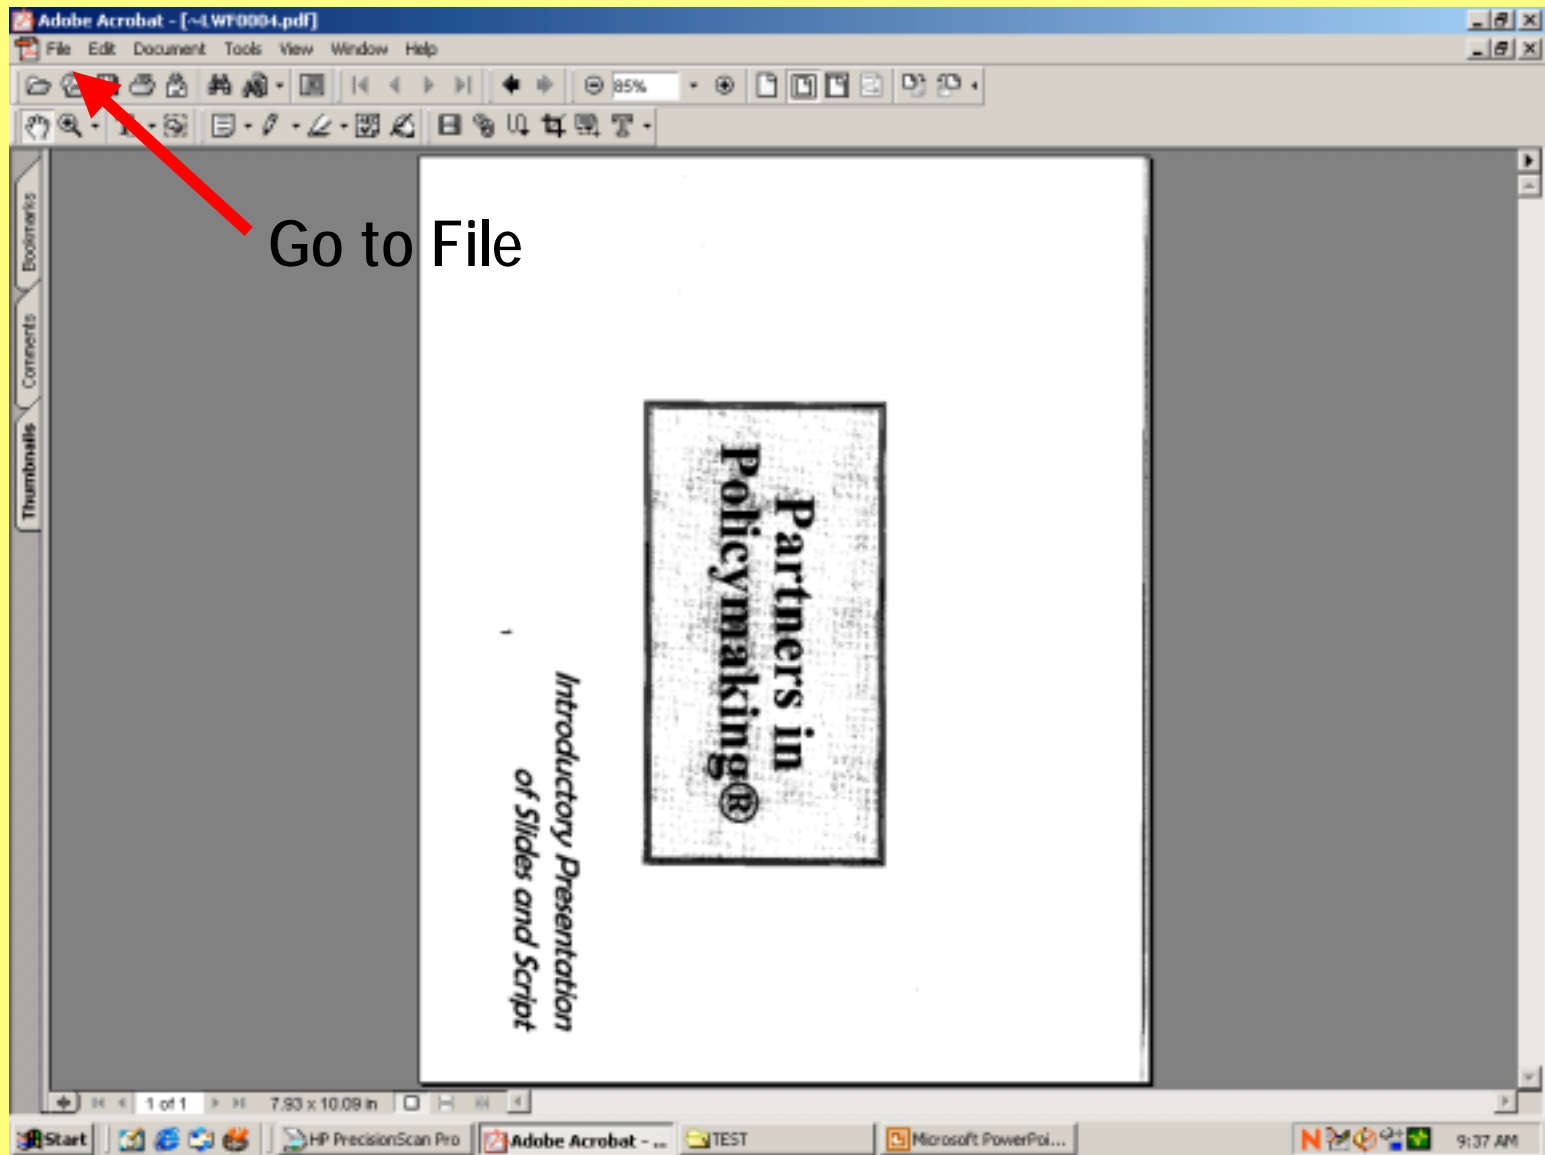 Adobe Acrobat - [~LWF0004.pdf]
File Edit Document Tools View Window Help
85%
Bookmarks
Comments
Thumbnails
Go to File
Partners in
Policymaking®
Introductory Presentation
of Slides and Script
1
1 of 1 7.93 x 10.09 in
Start HP PrecisionScan Pro Adobe Acrobat - ... TEST Microsoft PowerPoi... 9:37 AM